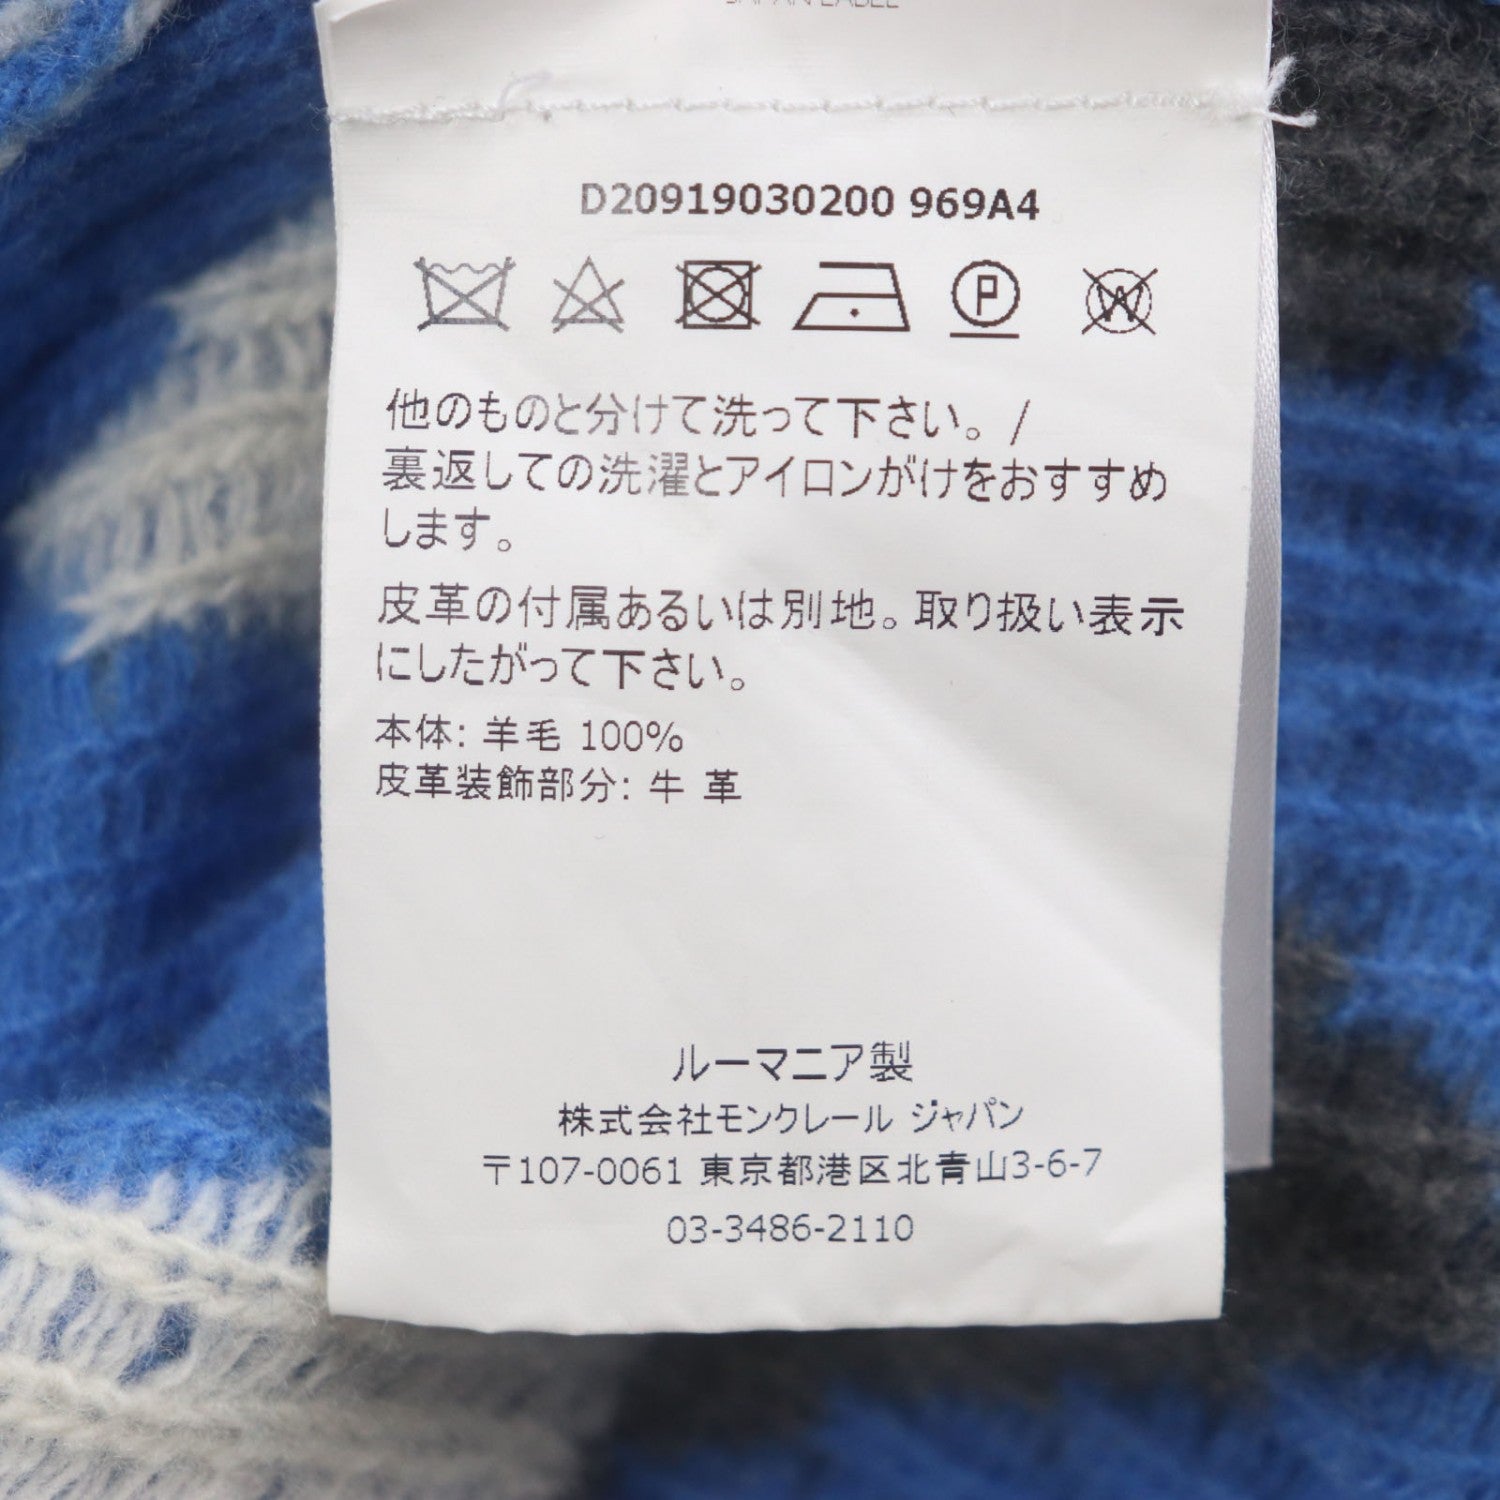 JAPAN LABEL
D20919030200 969A4
P
W
他のものと分けて洗って下さい。/
裏返しての洗濯とアイロンがけをおすすめ
します。
皮革の付属あるいは別地。取り扱い表示
にしたがって下さい。
本体: 羊毛 100%
皮革装飾部分: 牛 革
ルーマニア製
株式会社モンクレール ジャパン
〒107-0061 東京都港区北青山3-6-7
03-3486-2110